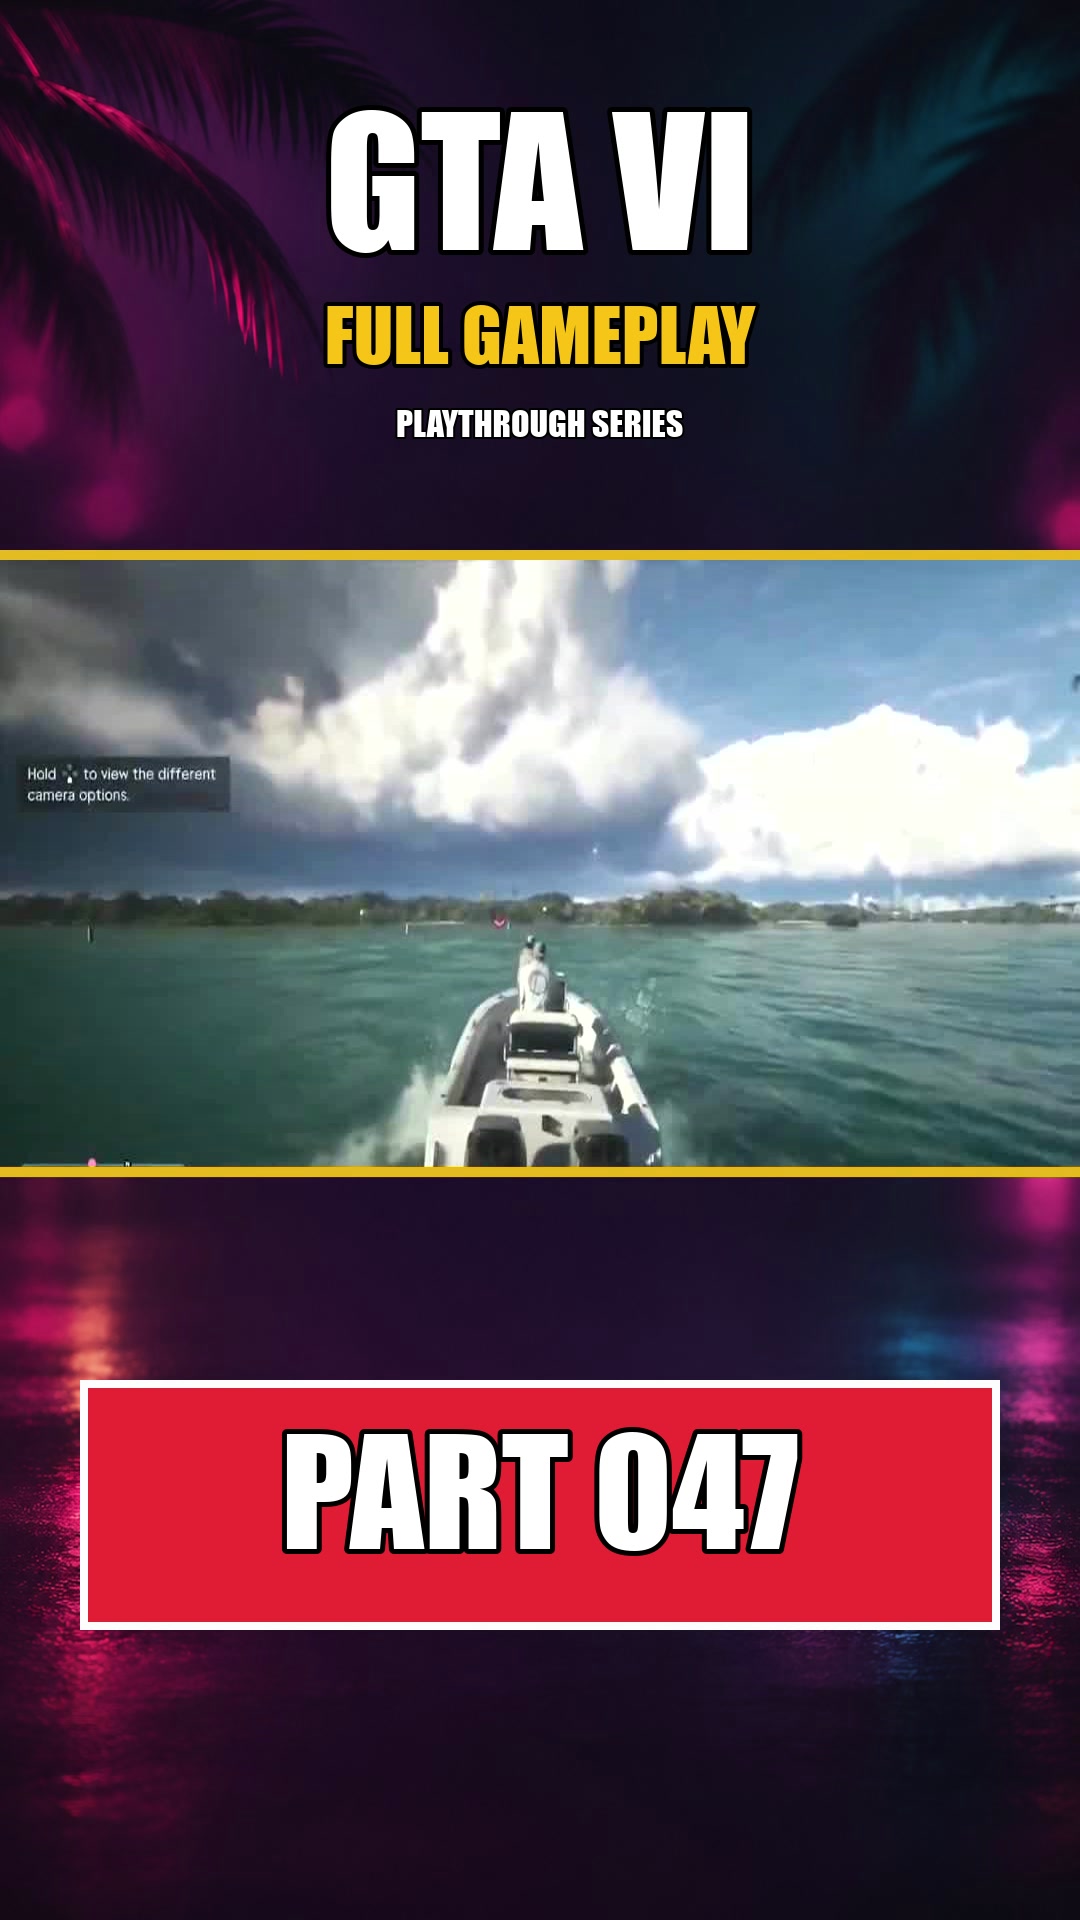 GTA VI
FULL GAMEPLAY
PLAYTHROUGH SERIES
Hold to view the different
camera options.
PART 047